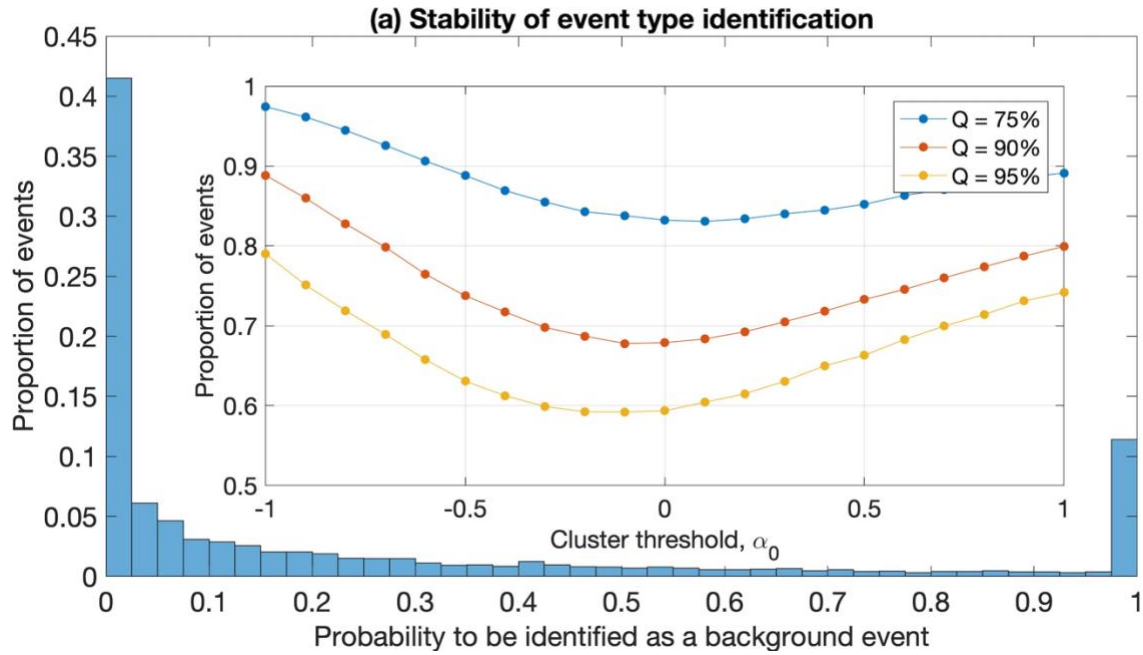 (a) Stability of event type identification
0.45
0.4
0.35
0.3
0.25
0.2
0.15
0.1
0.05
0
Proportion of events
0 0.1 0.2 0.3 0.4 0.5 0.6 0.7 0.8 0.9 1
Probability to be identified as a background event
1
0.9
0.8
0.7
0.6
0.5
Proportion of events
-1 -0.5 0 0.5 1
Cluster threshold, α₀
Q = 75%
Q = 90%
Q = 95%